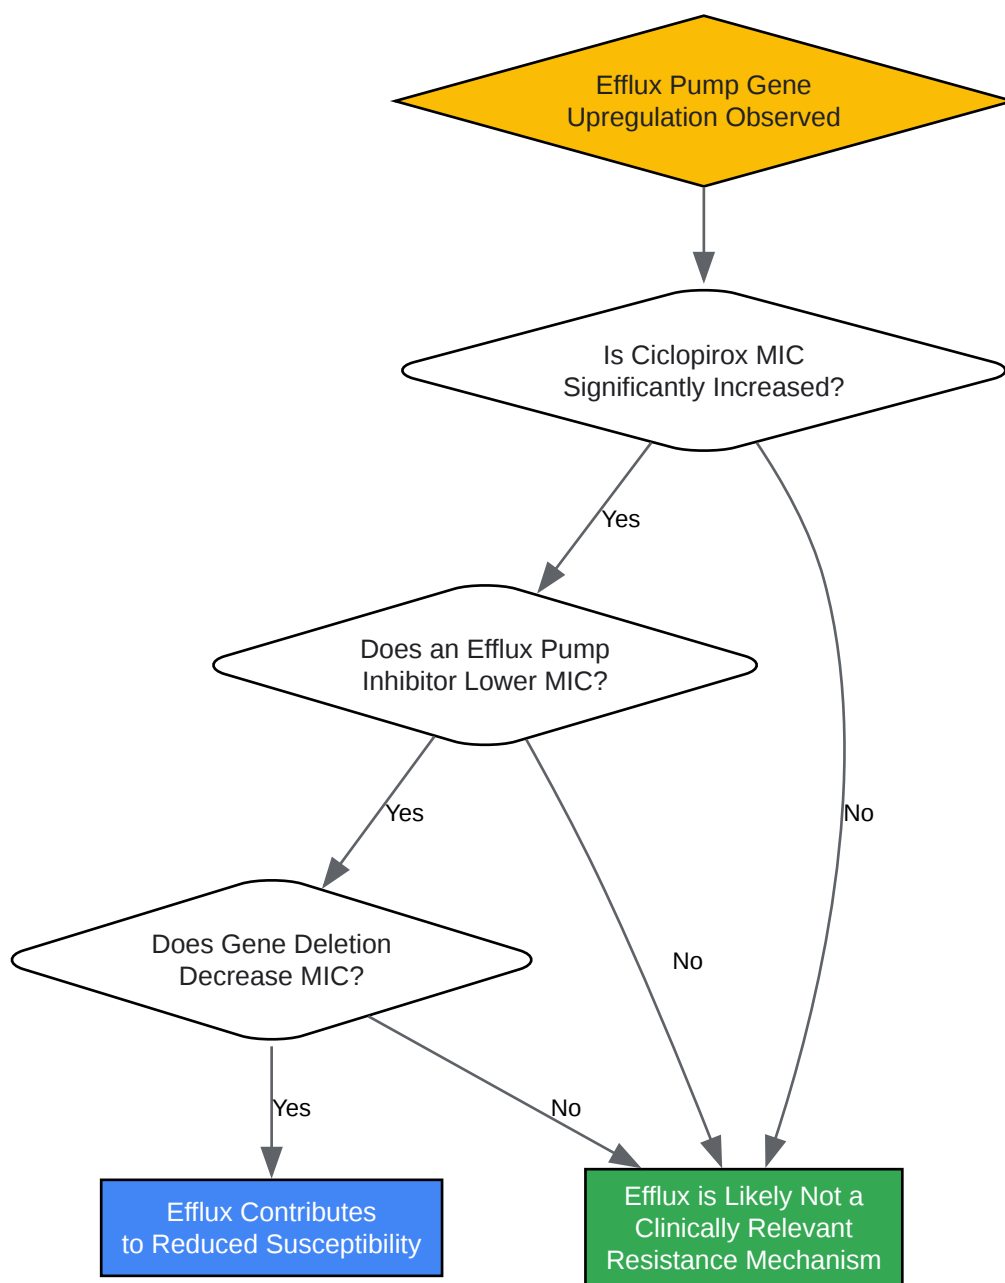 Efflux Pump Gene
Upregulation Observed
Is Ciclopirox MIC
Significantly Increased?
Yes
Does an Efflux Pump
Inhibitor Lower MIC?
Yes
No
Does Gene Deletion
Decrease MIC?
No
Yes
No
Efflux Contributes
to Reduced Susceptibility
Efflux is Likely Not a
Clinically Relevant
Resistance Mechanism